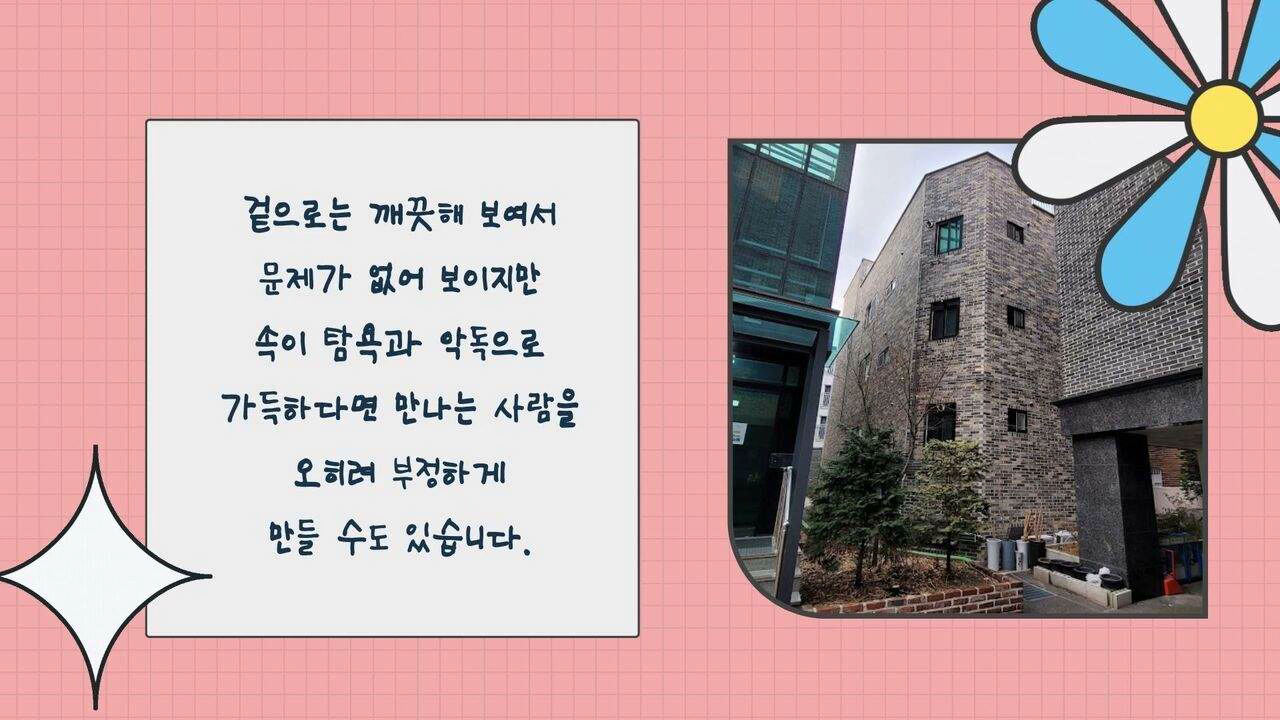 겉으로는 깨끗해 보여서
문제가 없어 보이지만
속이 탐욕과 악독으로
가득하다면 만나는 사람을
오히려 부정하게
만들 수도 있습니다.